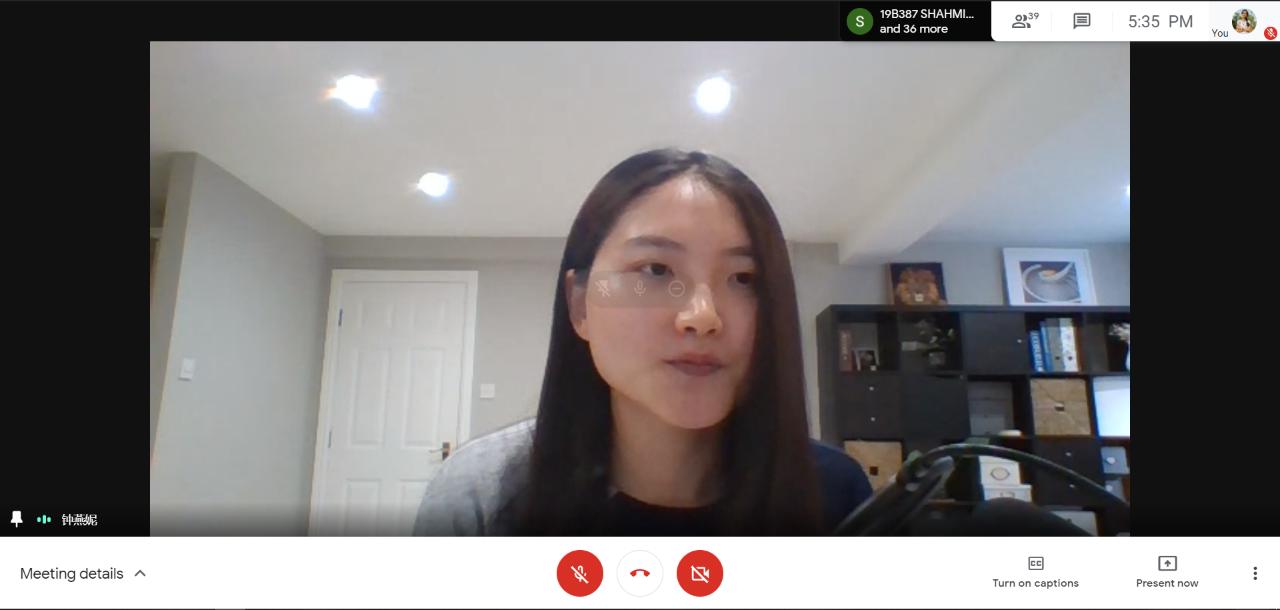 S
19B387 SHAHMI...
and 36 more
39
5:35 PM
You
钟燕妮
Meeting details
CC
Turn on captions
Present now